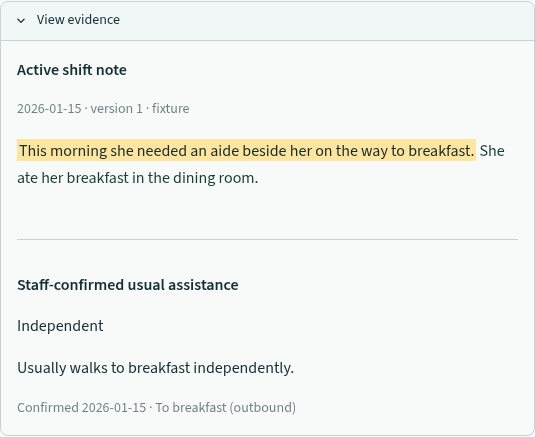 View evidence
Active shift note
2026-01-15 · version 1 · fixture
This morning she needed an aide beside her on the way to breakfast. She
ate her breakfast in the dining room.
Staff-confirmed usual assistance
Independent
Usually walks to breakfast independently.
Confirmed 2026-01-15 · To breakfast (outbound)